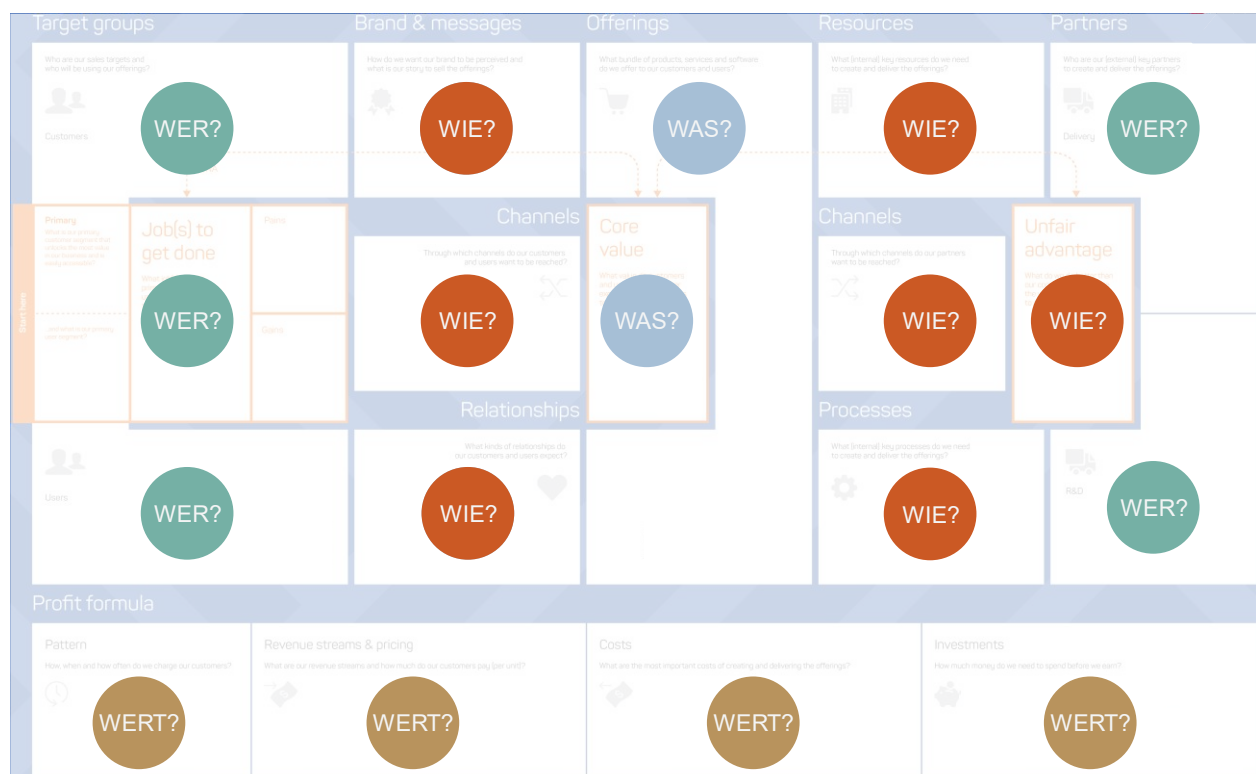 Target groups
Brand & messages
Offerings
Resources
Partners
Who are our sales targets and
who will be using our offerings?
How do we want our brand to be perceived and
what is our story to sell the offerings?
What bundle of products, services and software
do we offer to our customers and users?
What (internal) key resources do we need
to create and deliver the offerings?
Who are our (external) key partners
to create and deliver the offerings?
Customers
Delivery
WER?
WIE?
WAS?
WIE?
WER?
Start here
Primary
Job(s) to
get done
Pains
Gains
Channels
Through which channels do our customers
and users want to be reached?
Core
value
Channels
Through which channels do our partners
want to be reached?
Unfair
advantage
WER?
WIE?
WAS?
WIE?
WIE?
Relationships
What kinds of relationships do
our customers and users expect?
Processes
What (internal) key processes do we need
to create and deliver the offerings?
Users
R&D
WER?
WIE?
WIE?
WER?
Profit formula
Pattern
How, when and how often do we charge our customers?
Revenue streams & pricing
What are our revenue streams and how much do our customers pay (per unit)?
Costs
What are the most important costs of creating and delivering the offerings?
Investments
How much money do we need to spend before we earn?
WERT?
WERT?
WERT?
WERT?